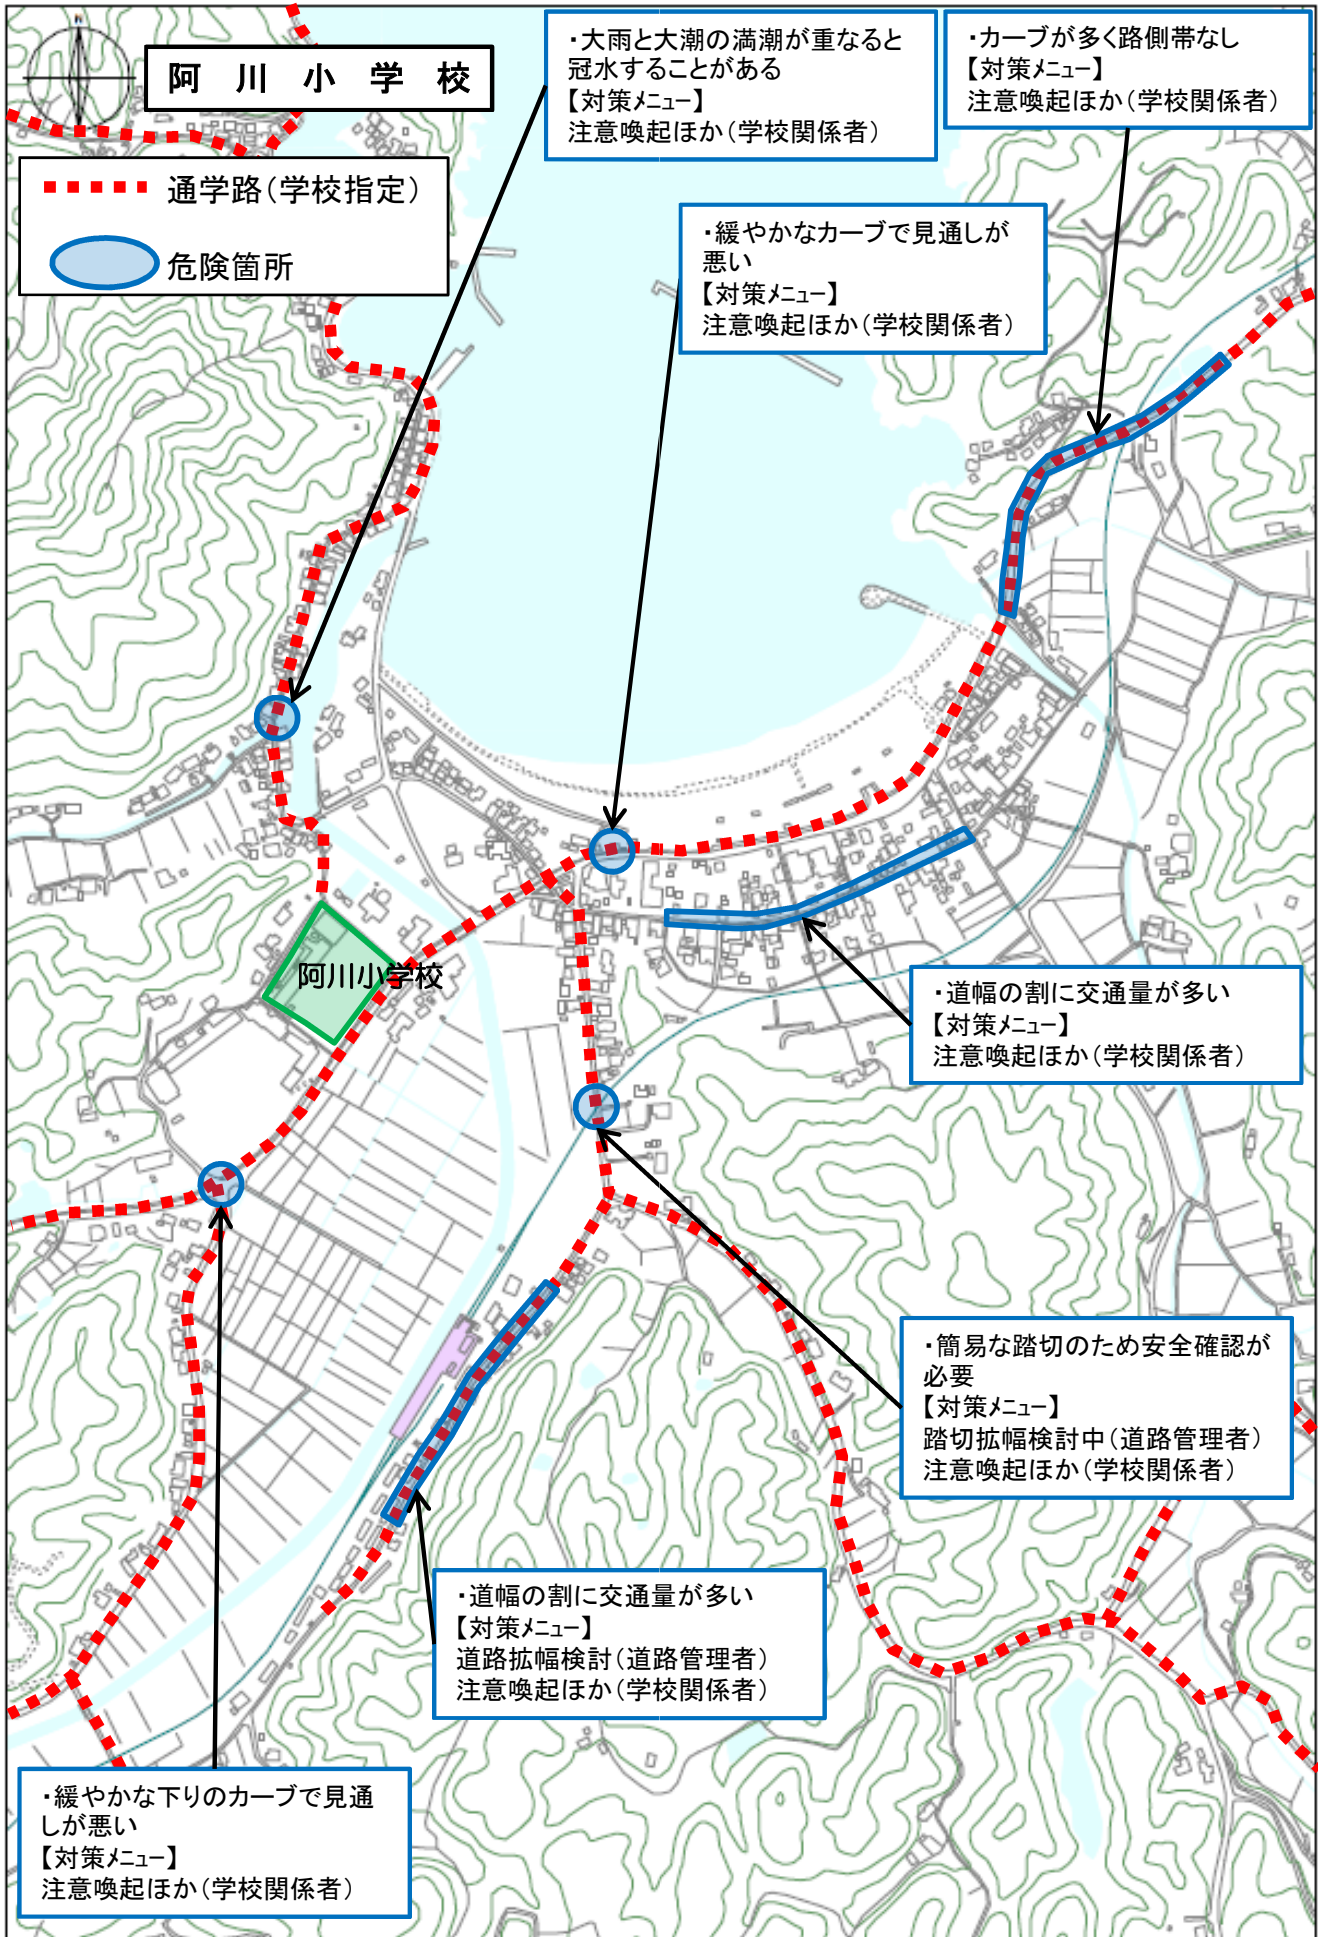 阿川小学校
通学路(学校指定)
危険箇所
・大雨と大潮の満潮が重なると
冠水することがある
【対策メニュー】
注意喚起ほか(学校関係者)
・カーブが多く路側帯なし
【対策メニュー】
注意喚起ほか(学校関係者)
・緩やかなカーブで見通しが
悪い
【対策メニュー】
注意喚起ほか(学校関係者)
阿川小学校
・道幅の割に交通量が多い
【対策メニュー】
注意喚起ほか(学校関係者)
・簡易な踏切のため安全確認が
必要
【対策メニュー】
踏切拡幅検討中(道路管理者)
注意喚起ほか(学校関係者)
・道幅の割に交通量が多い
【対策メニュー】
道路拡幅検討(道路管理者)
注意喚起ほか(学校関係者)
・緩やかな下りのカーブで見通
しが悪い
【対策メニュー】
注意喚起ほか(学校関係者)